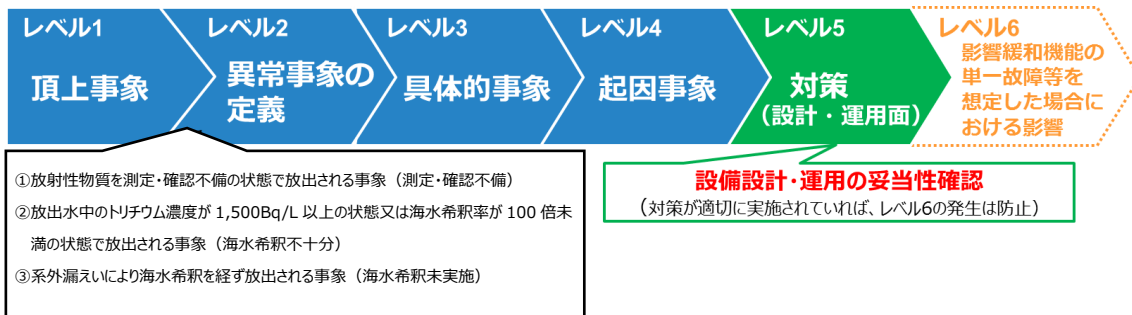 レベル1
頂上事象
レベル2
異常事象の
定義
レベル3
具体的事象
レベル4
起因事象
レベル5
対策
（設計・運用面）
レベル6
影響緩和機能の
単一故障等を
想定した場合に
おける影響
①放射性物質を測定・確認不備の状態で放出される事象（測定・確認不備）
②放出水中のトリチウム濃度が 1,500Bq/L 以上の状態又は海水希釈率が 100 倍未
満の状態で放出される事象（海水希釈不十分）
③系外漏えいにより海水希釈を経ず放出される事象（海水希釈未実施）
設備設計・運用の妥当性確認
（対策が適切に実施されていれば、レベル6の発生は防止）